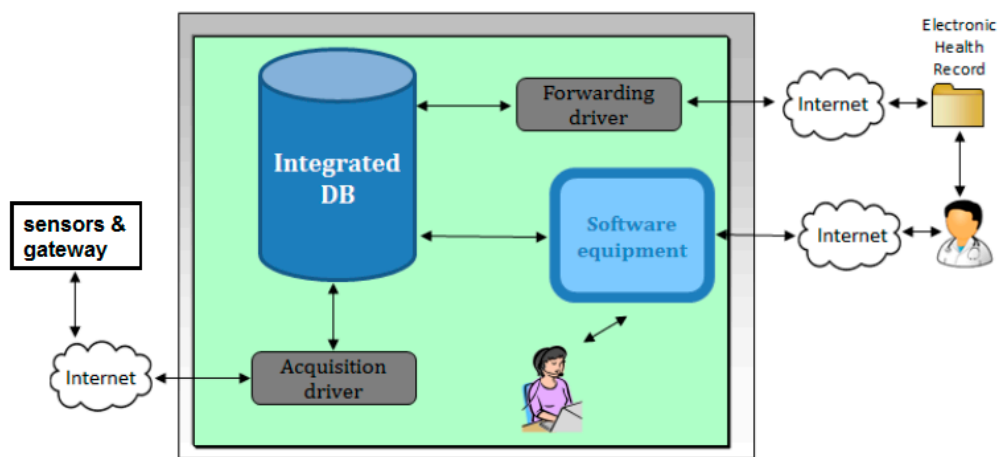 Electronic
Health
Record
Forwarding
driver
Internet
Integrated
DB
sensors &
gateway
Software
equipment
Internet
Acquisition
driver
Internet